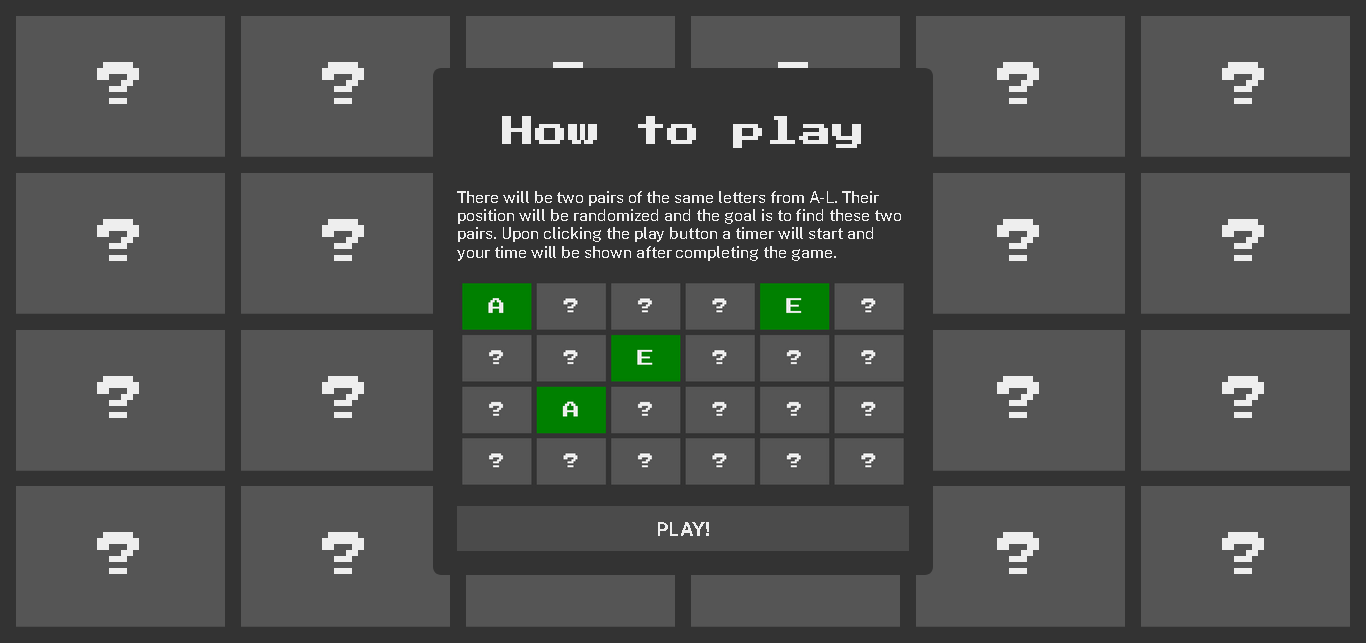 ? ? ? ? ? ?
How to play
There will be two pairs of the same letters from A-L. Their
position will be randomized and the goal is to find these two
pairs. Upon clicking the play button a timer will start and
your time will be shown after completing the game.
? ? ? ?
A ? ? ? E ?
? ? E ? ? ?
? A ? ? ? ?
? ? ? ? ? ?
? ? ? ?
PLAY!
? ? ? ?